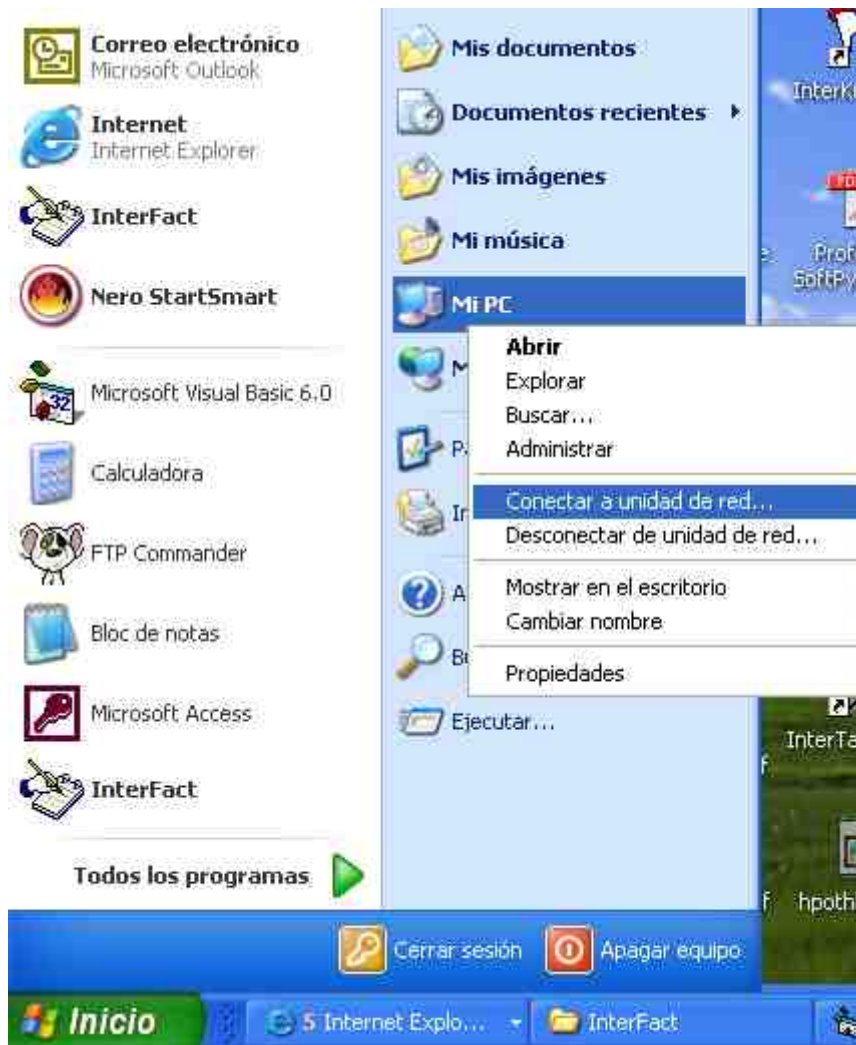 Correo electrónico
Microsoft Outlook
Internet
Internet Explorer
InterFact
Nero StartSmart
Microsoft Visual Basic 6.0
Calculadora
FTP Commander
Bloc de notas
Microsoft Access
InterFact
Todos los programas
Mis documentos
Documentos recientes
Mis imágenes
Mi música
Mi PC
Abrir
Explorar
Buscar...
Administrar
Conectar a unidad de red...
Desconectar de unidad de red...
Mostrar en el escritorio
Cambiar nombre
Propiedades
Ejecutar...
InterTa
hpoth
Cerrar sesión
Apagar equipo
Inicio
5 Internet Explo...
InterFact